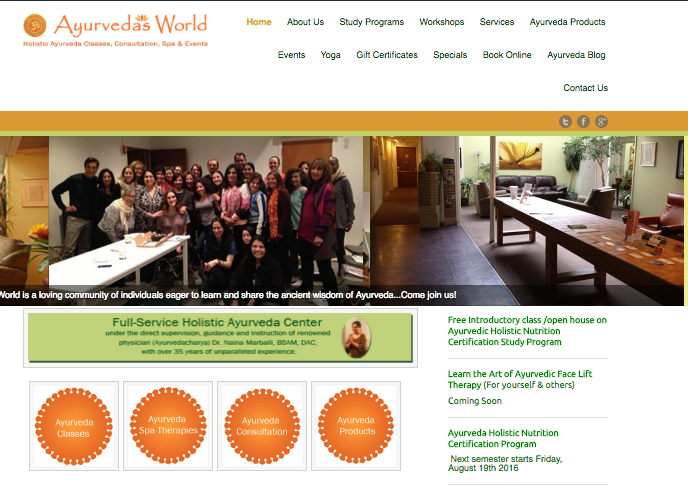 Ayurvedas World
Holistic Ayurveda Classes, Consultation, Spa & Events
Home About Us Study Programs Workshops Services Ayurveda Products
Events Yoga Gift Certificates Specials Book Online Ayurveda Blog
Contact Us
World is a loving community of individuals eager to learn and share the ancient wisdom of Ayurveda...Come join us!
Full-Service Holistic Ayurveda Center
under the direct supervision, guidance and instruction of renowned
physician (Ayurvedacharya) Dr. Naina Marballi, BSAM, DAC,
with over 35 years of unparalleled experience.
Ayurveda
Classes
Ayurveda
Spa Therapies
Ayurveda
Consultation
Ayurveda
Products
Free Introductory class /open house on
Ayurvedic Holistic Nutrition
Certification Study Program
Learn the Art of Ayurvedic Face Lift
Therapy (For yourself & others)
Coming Soon
Ayurveda Holistic Nutrition
Certification Program
Next semester starts Friday,
August 19th 2016